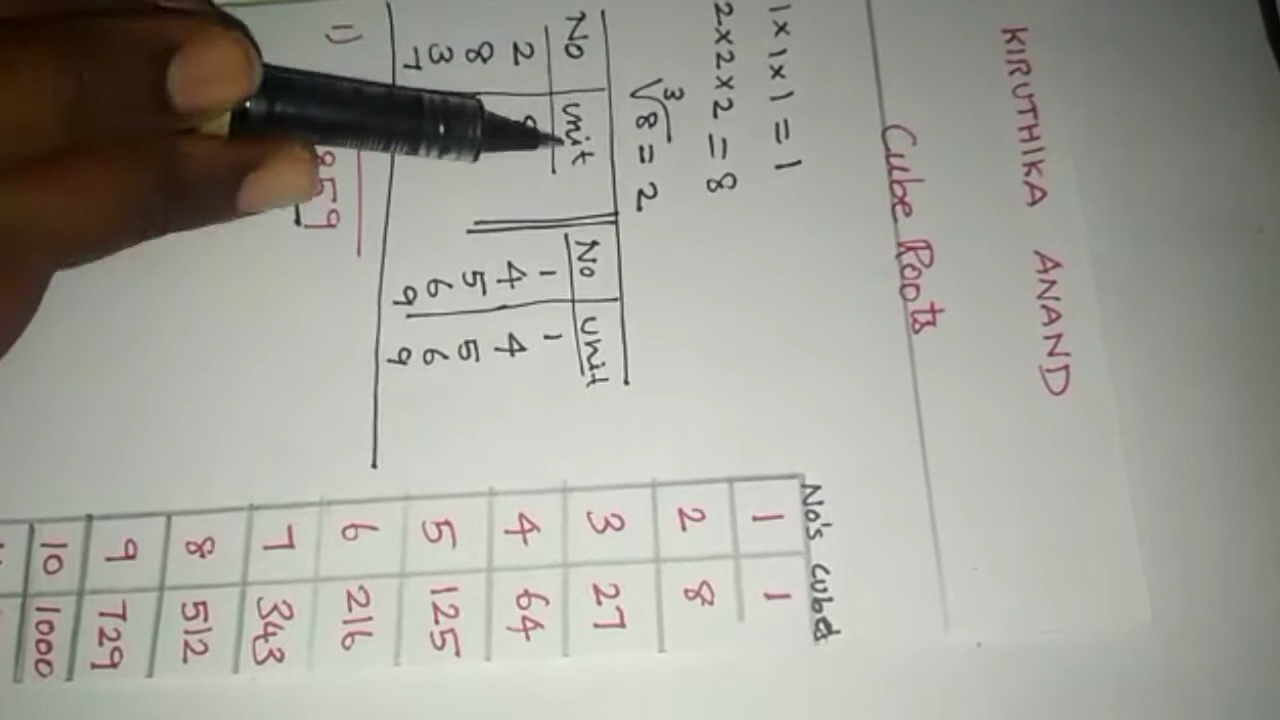 KIRUTHIKA ANAND
Cube Roots
1 x 1 x 1 = 1
2 x 2 x 2 = 8
³√8 = 2
No unit
2 8
8
3
7
No unit
1 1
4 4
5 5
6 6
9 9
1)
859
No's cubed
1 1
2 8
3 27
4 64
5 125
6 216
7 343
8 512
9 729
10 1000